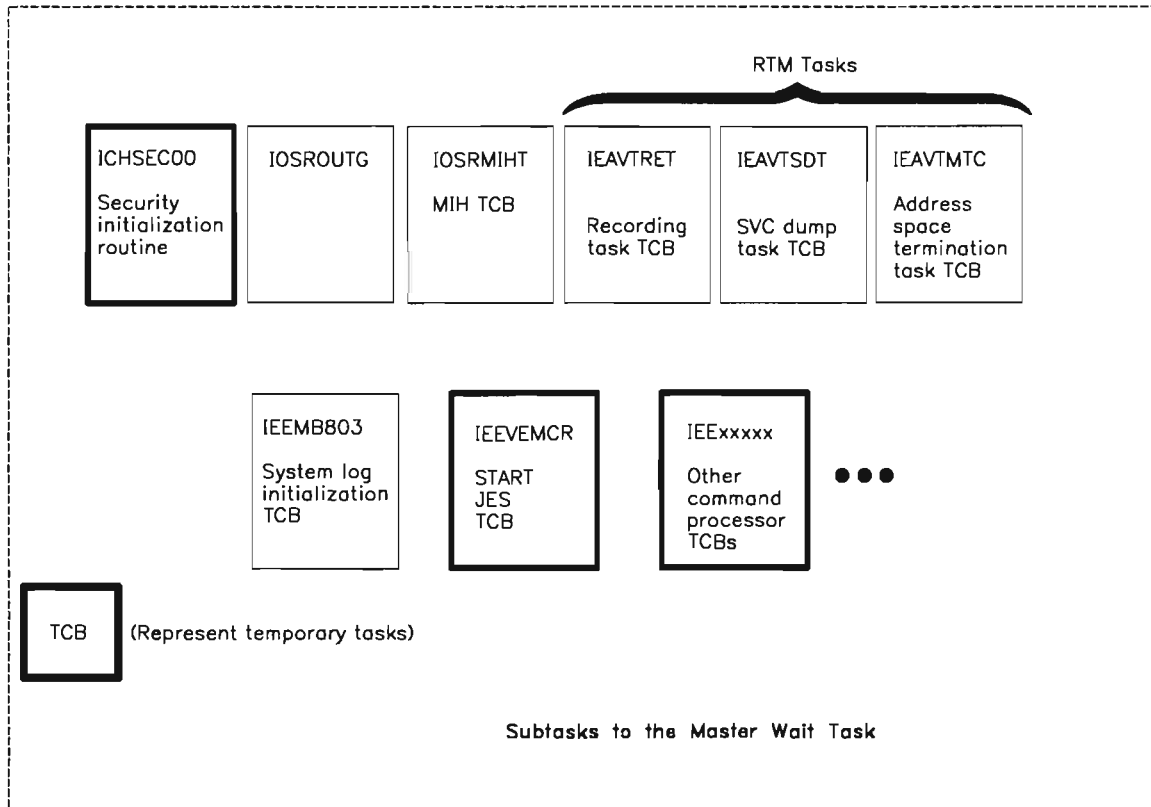 RTM Tasks
ICHSEC00
Security
initialization
routine
IOSROUTG
IOSRMIHT
MIH TCB
IEAVTRET
Recording
task TCB
IEAVTSDT
SVC dump
task TCB
IEAVTMTC
Address
space
termination
task TCB
IEEMB803
System log
initialization
TCB
IEEVEMCR
START
JES
TCB
IEExxxxx
Other
command
processor
TCBs
TCB
(Represent temporary tasks)
Subtasks to the Master Wait Task